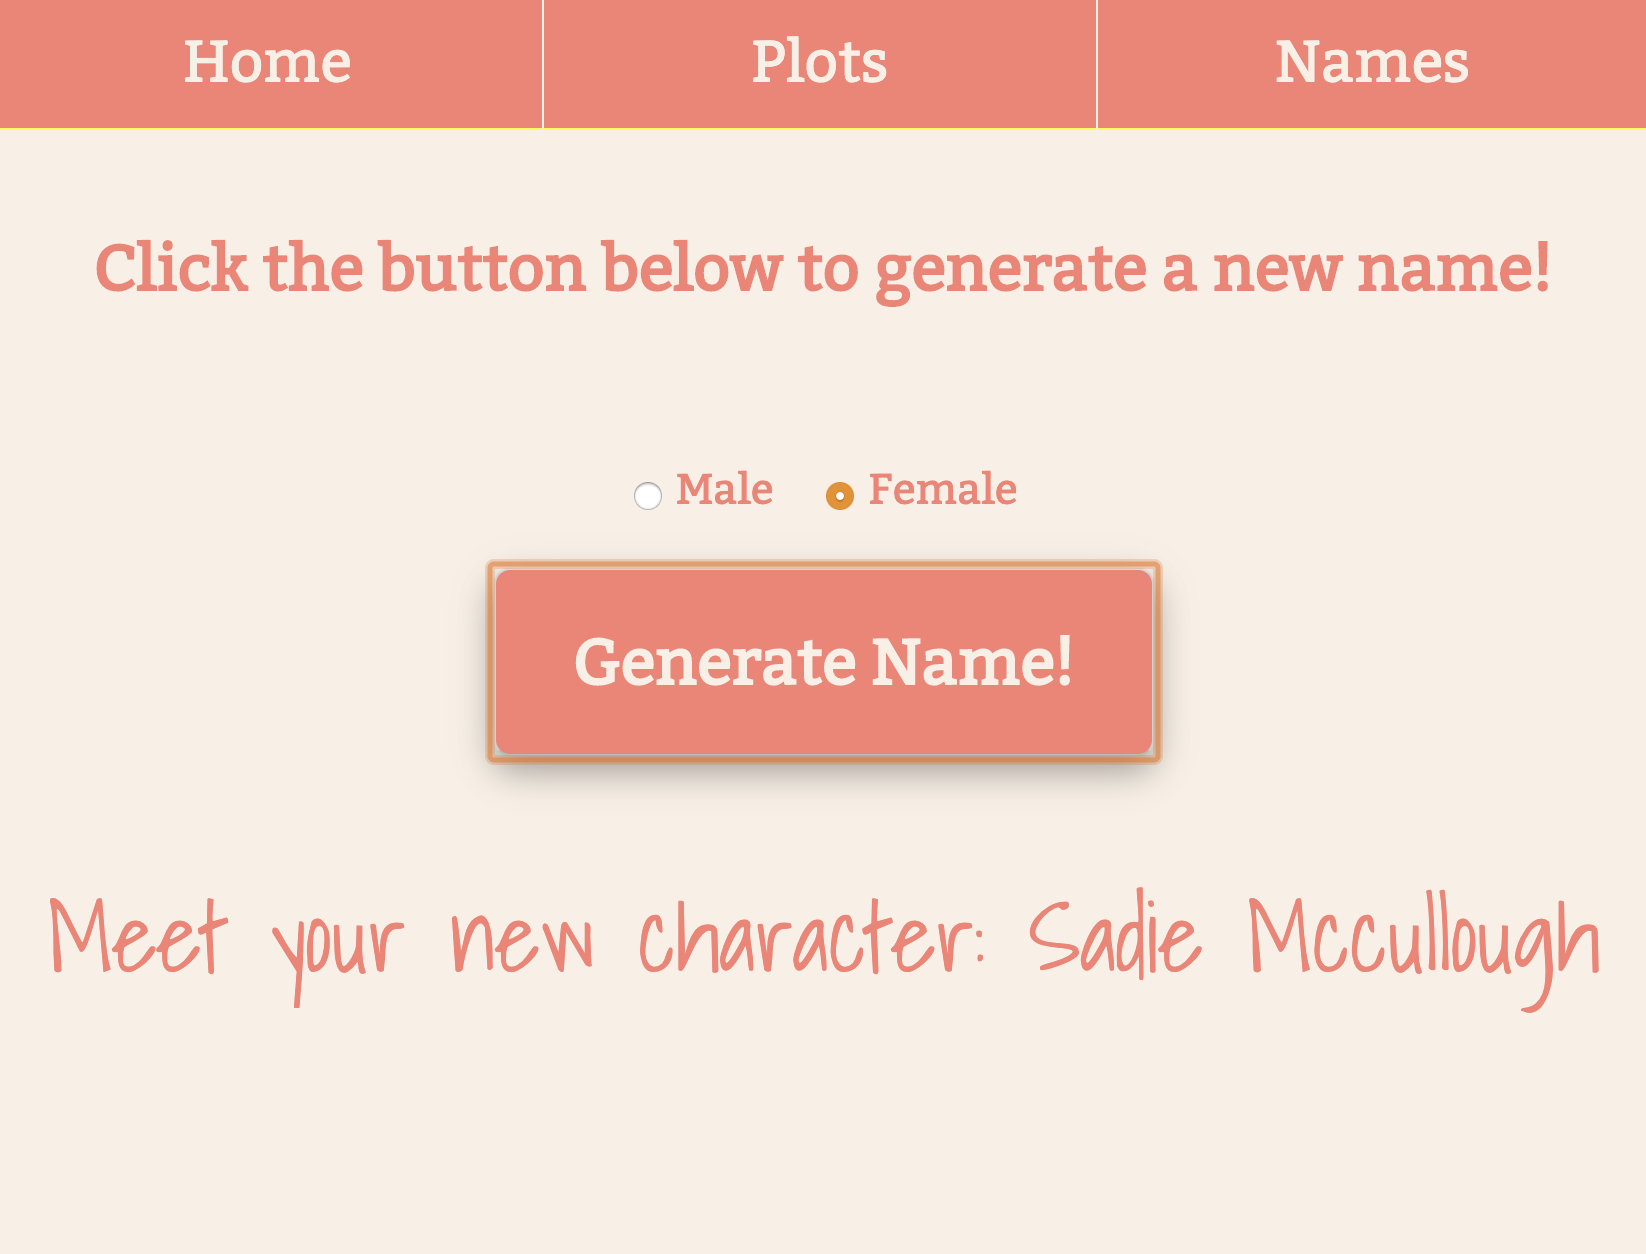 Home Plots Names
Click the button below to generate a new name!
Male Female
Generate Name!
Meet your new character: Sadie Mccullough